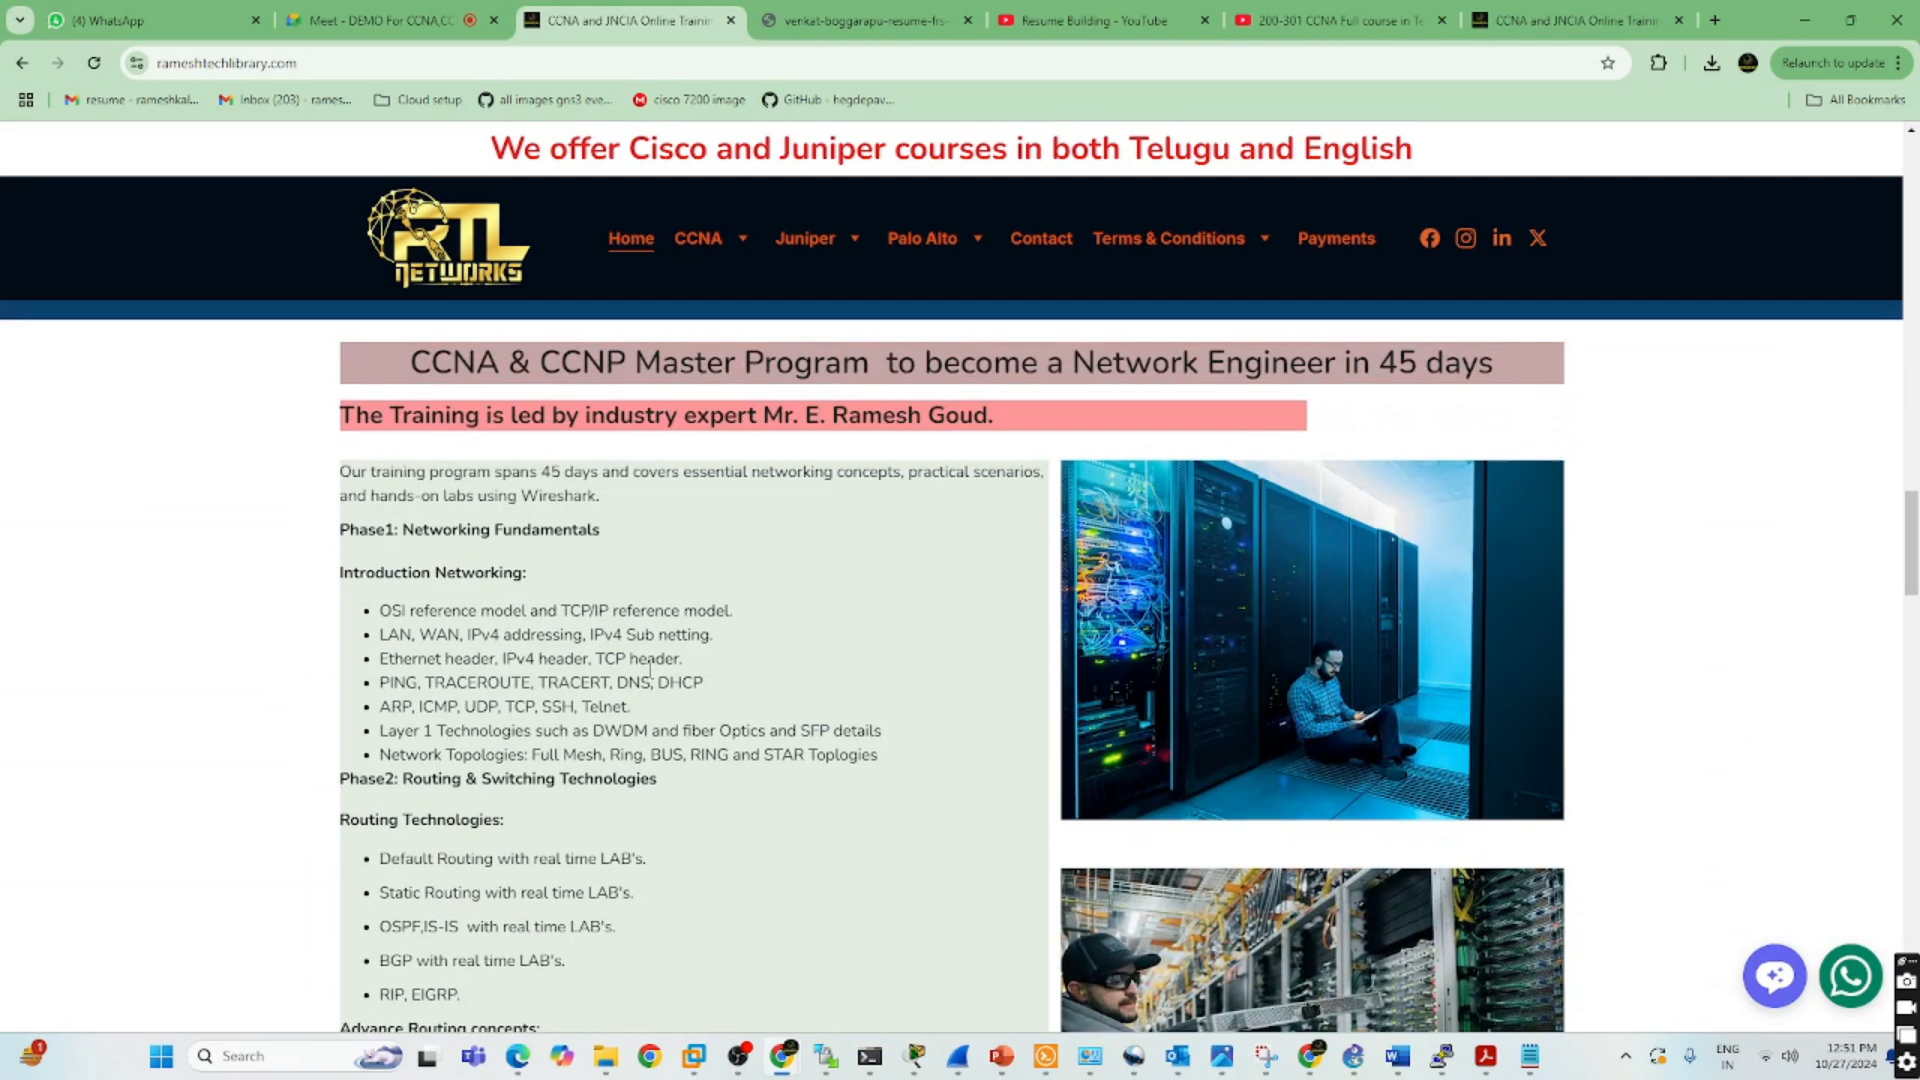 (4) WhatsApp
Meet - DEMO For CCNA,CC
CCNA and JNCIA Online Trainin
venkat-boggarapu-resume-frs-
Resume Building - YouTube
200-301 CCNA Full course in Te
CCNA and JNCIA Online Trainin
rameshtechlibrary.com
Relaunch to update
resume - rameshkal...
Inbox (203) - rames...
Cloud setup
all images gns3 eve...
cisco 7200 image
GitHub - hegdepav...
All Bookmarks
We offer Cisco and Juniper courses in both Telugu and English
RTL
NETWORKS
Home
CCNA
Juniper
Palo Alto
Contact
Terms & Conditions
Payments
CCNA & CCNP Master Program to become a Network Engineer in 45 days
The Training is led by industry expert Mr. E. Ramesh Goud.
Our training program spans 45 days and covers essential networking concepts, practical scenarios,
and hands-on labs using Wireshark.
Phase1: Networking Fundamentals
Introduction Networking:
• OSI reference model and TCP/IP reference model.
• LAN, WAN, IPv4 addressing, IPv4 Sub netting.
• Ethernet header, IPv4 header, TCP header.
• PING, TRACEROUTE, TRACERT, DNS, DHCP
• ARP, ICMP, UDP, TCP, SSH, Telnet.
• Layer 1 Technologies such as DWDM and fiber Optics and SFP details
• Network Topologies: Full Mesh, Ring, BUS, RING and STAR Toplogies
Phase2: Routing & Switching Technologies
Routing Technologies:
• Default Routing with real time LAB's.
• Static Routing with real time LAB's.
• OSPF,IS-IS with real time LAB's.
• BGP with real time LAB's.
• RIP, EIGRP.
Advance Routing concepts:
1
Search
ENG
IN
12:51 PM
10/27/2024